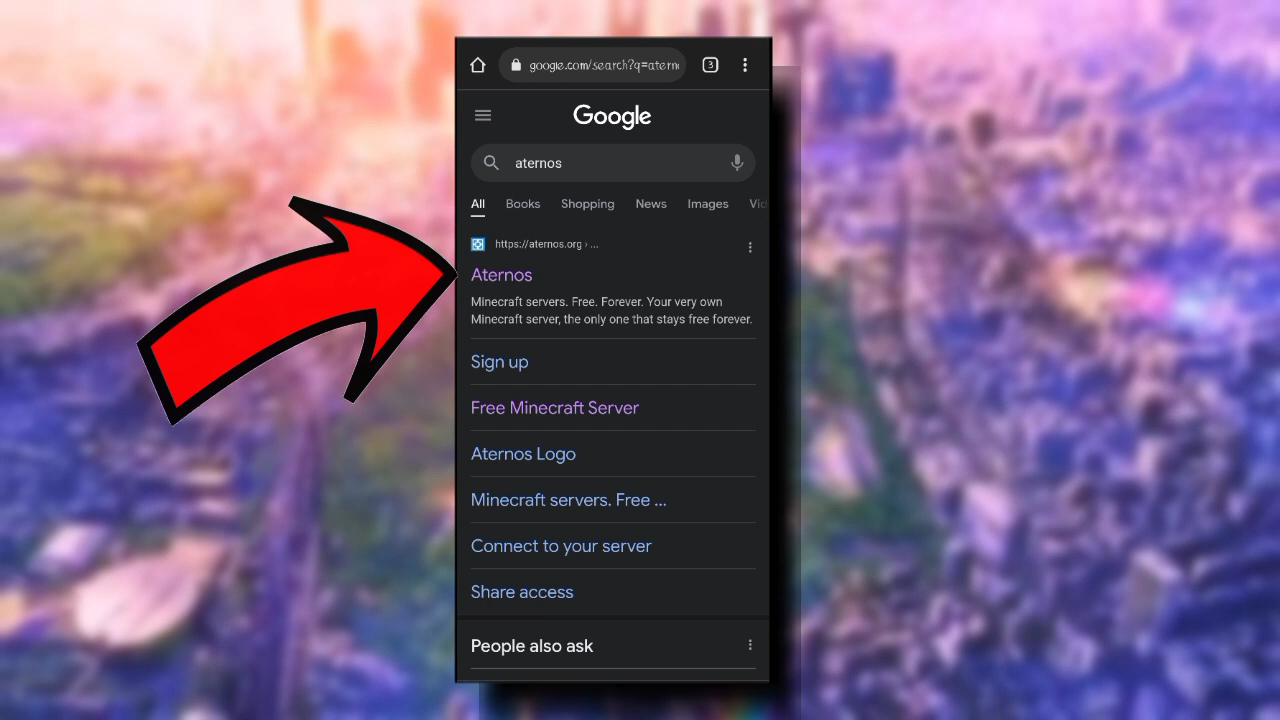 google.com/search?q=atern
3
Google
aternos
All Books Shopping News Images Vid
https://aternos.org › ...
Aternos
Minecraft servers. Free. Forever. Your very own
Minecraft server, the only one that stays free forever.
Sign up
Free Minecraft Server
Aternos Logo
Minecraft servers. Free ...
Connect to your server
Share access
People also ask